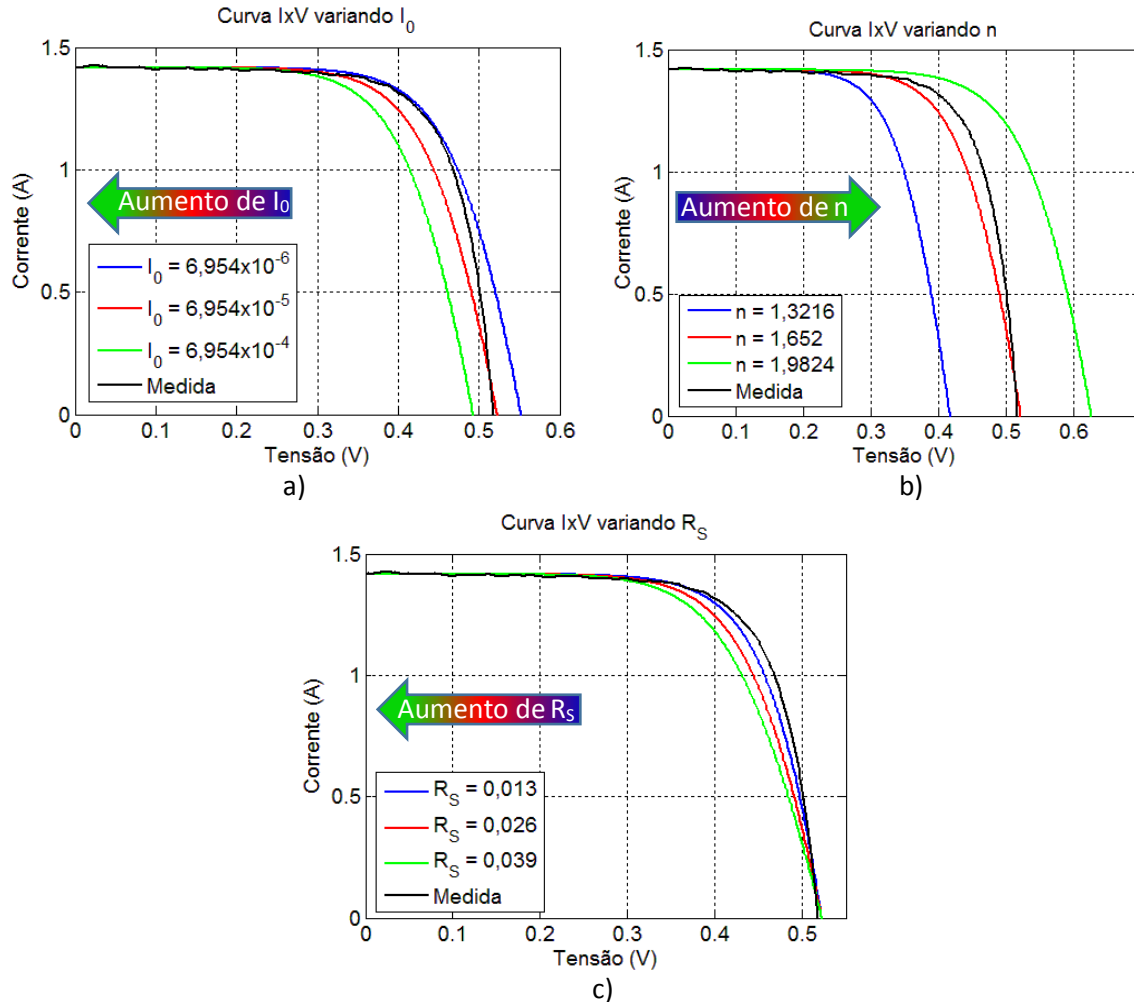 Curva IxV variando I0
1.5
1
0.5
0
Corrente (A)
Aumento de I0
I0 = 6,954x10-6
I0 = 6,954x10-5
I0 = 6,954x10-4
Medida
0 0.1 0.2 0.3 0.4 0.5 0.6
Tensão (V)
a)
Curva IxV variando n
1.5
1
0.5
0
Corrente (A)
Aumento de n
n = 1,3216
n = 1,652
n = 1,9824
Medida
0 0.1 0.2 0.3 0.4 0.5 0.6
Tensão (V)
b)
Curva IxV variando RS
1.5
1
0.5
0
Corrente (A)
Aumento de RS
RS = 0,013
RS = 0,026
RS = 0,039
Medida
0 0.1 0.2 0.3 0.4 0.5
Tensão (V)
c)